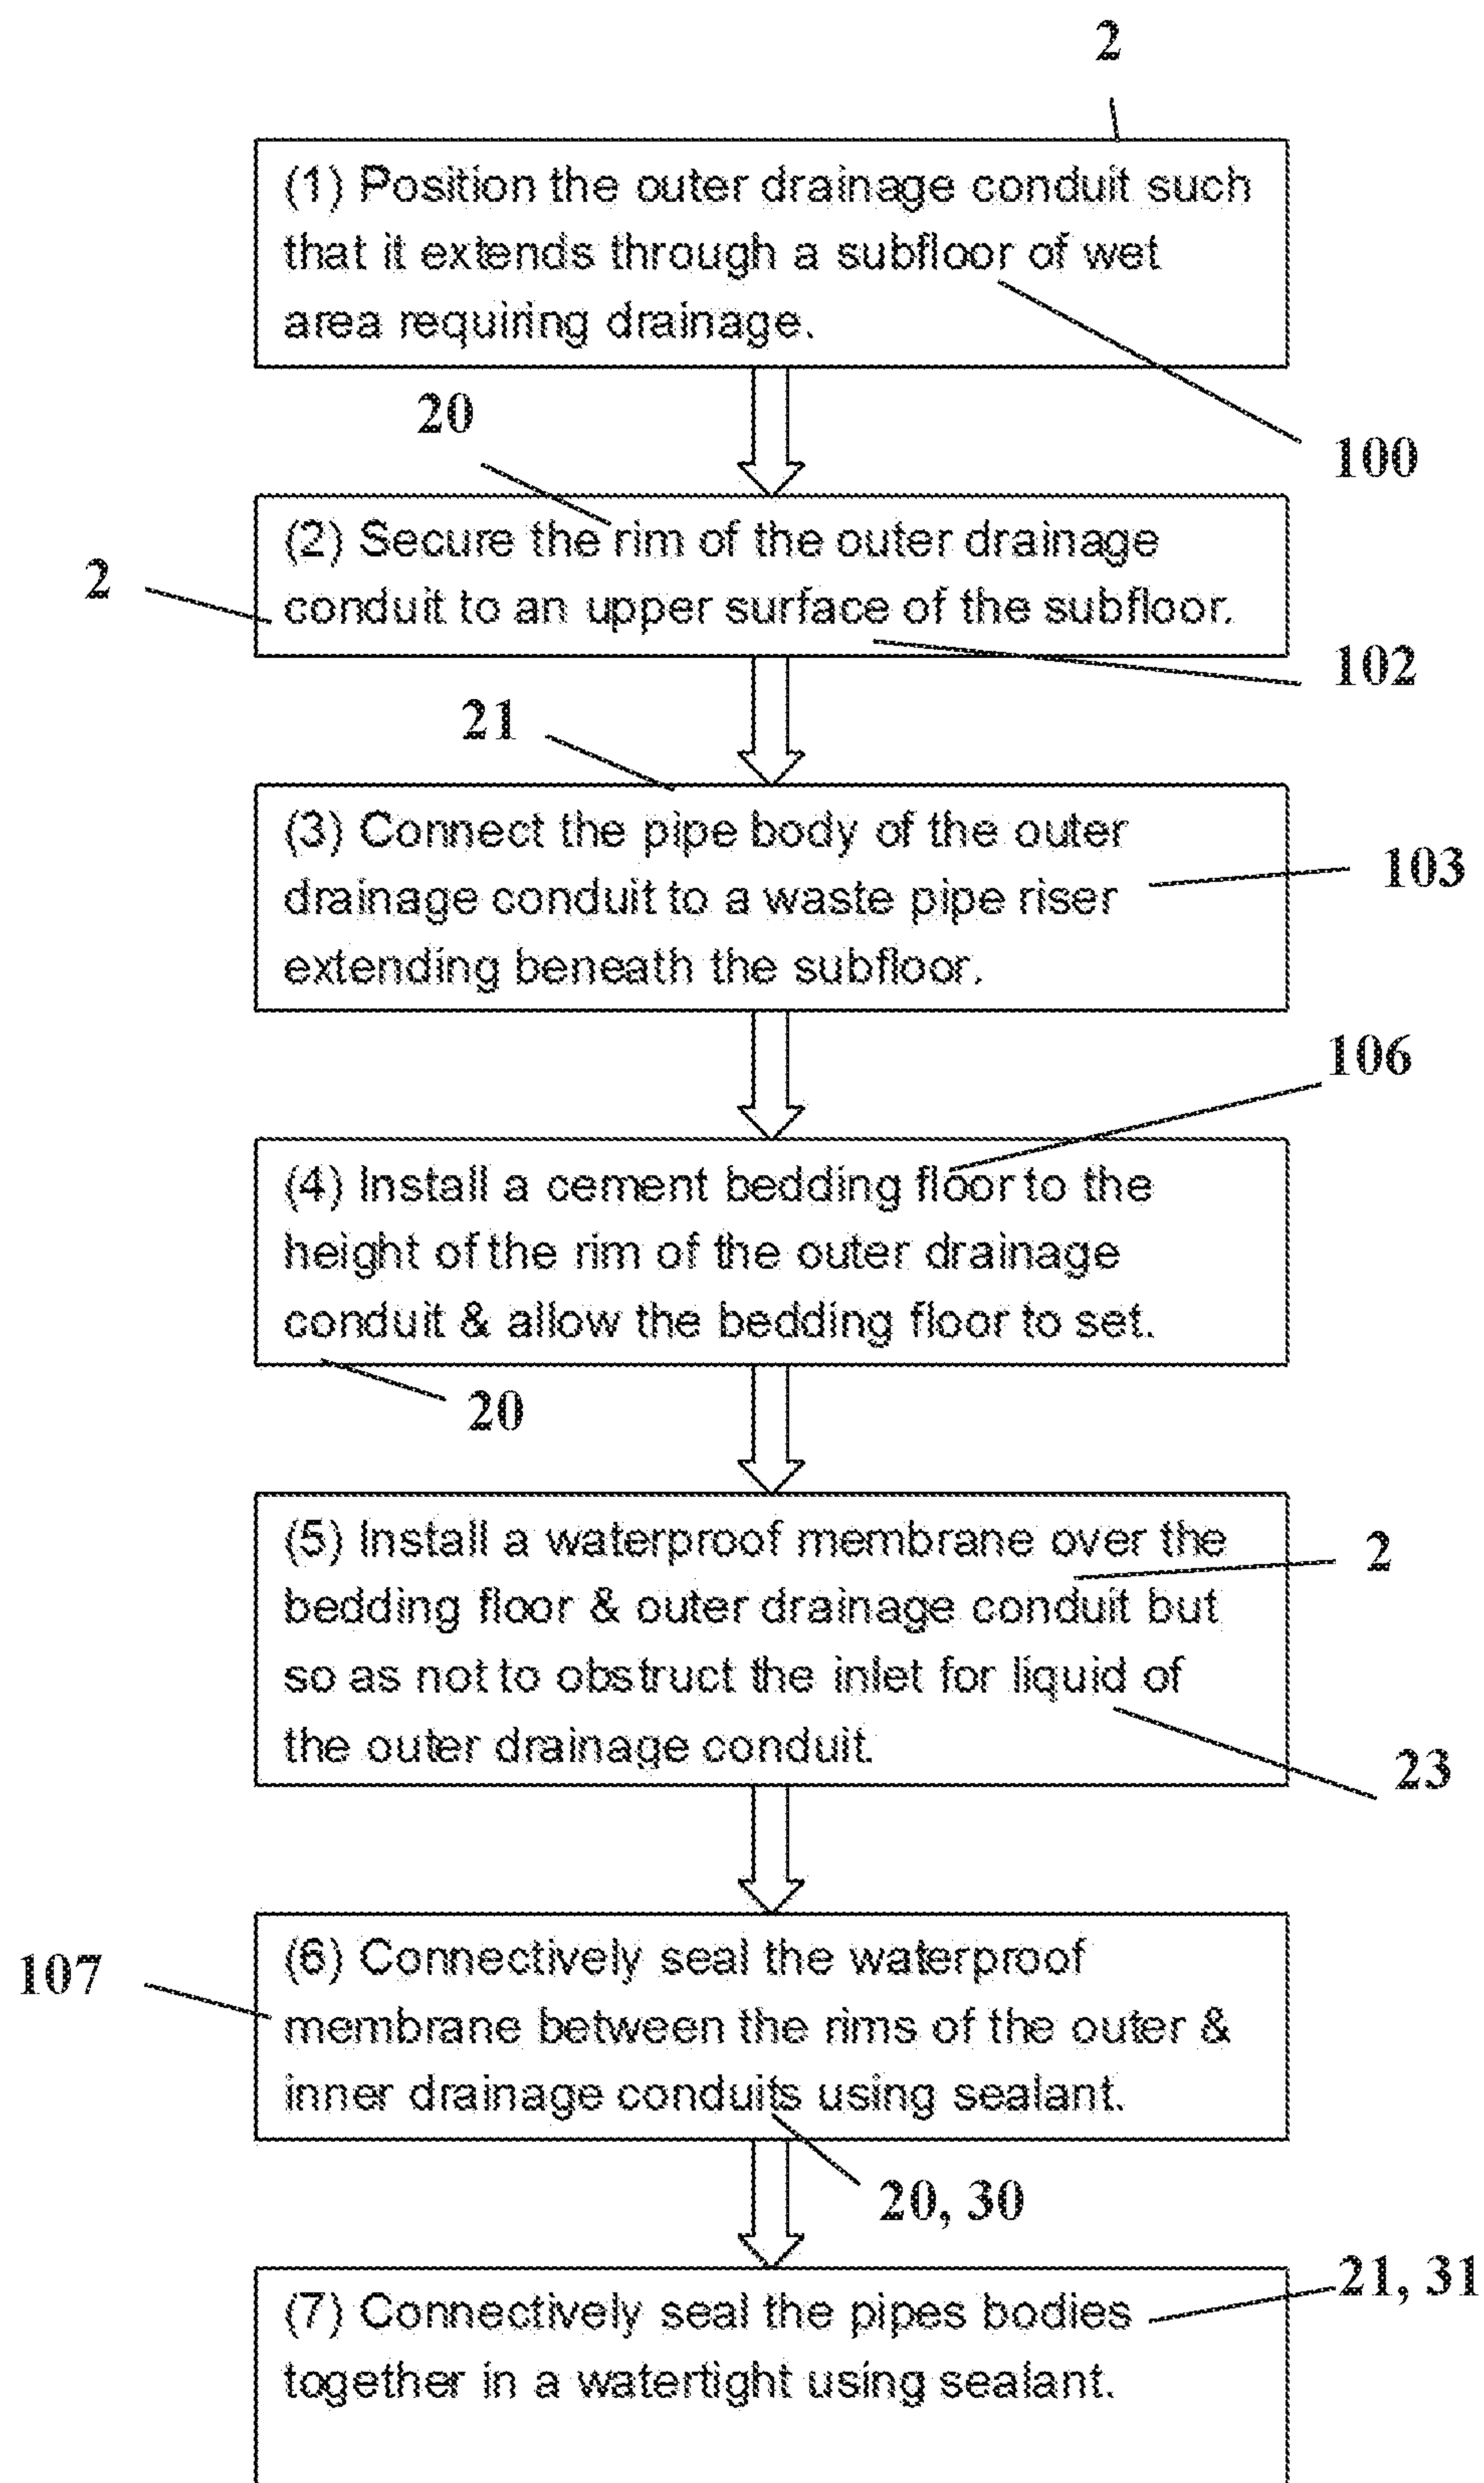 2
(1) Position the outer drainage conduit such
that it extends through a subfloor of wet
area requiring drainage.
20
100
(2) Secure the rim of the outer drainage
2
conduit to an upper surface of the subfloor.
102
21
(3) Connect the pipe body of the outer
103
drainage conduit to a waste pipe riser
extending beneath the subfloor.
106
(4) Install a cement bedding floor to the
height of the rim of the outer drainage
conduit & allow the bedding floor to set.
20
(5) Install a waterproof membrane over the
2
bedding floor & outer drainage conduit but
so as not to obstruct the inlet for liquid of
the outer drainage conduit.
23
(6) Connectively seal the waterproof
107
membrane between the rims of the outer &
inner drainage conduits using sealant.
20, 30
21, 31
(7) Connectively seal the pipes bodies
together in a watertight using sealant.